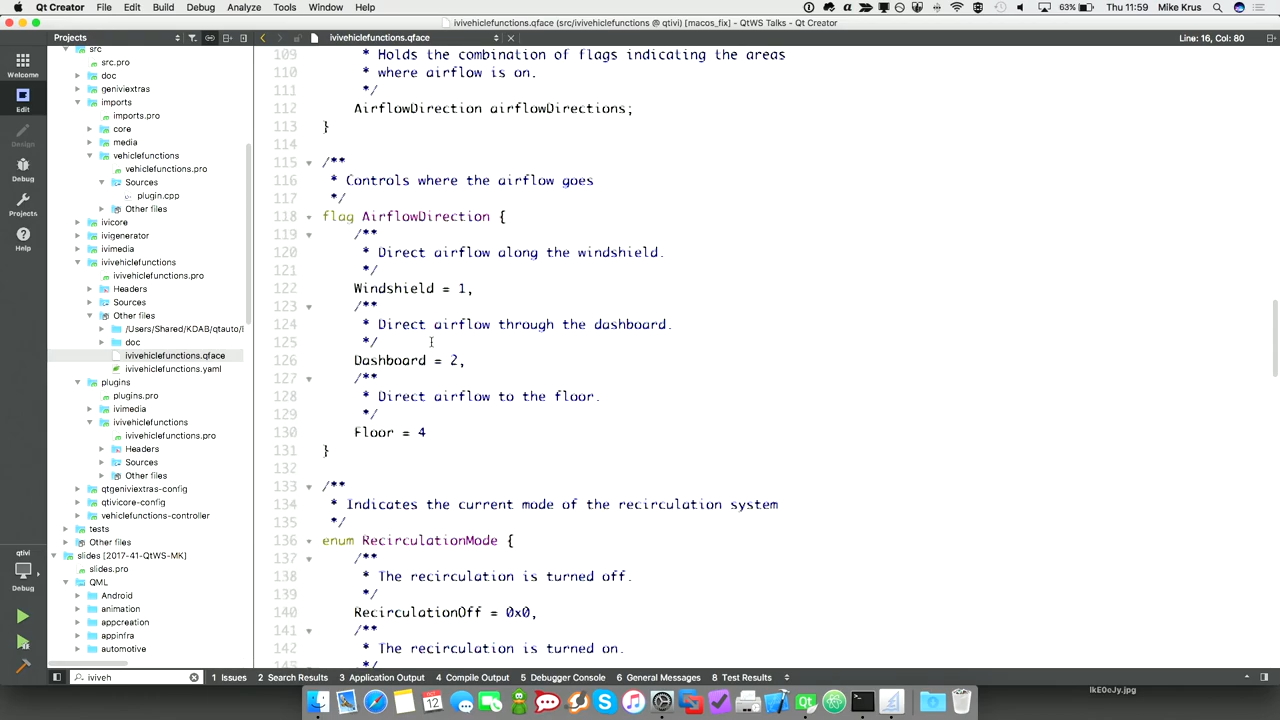 Qt Creator File Edit Build Debug Analyze Tools Window Help 63% Thu 11:59 Mike Krus
ivivehiclefunctions.qface (src/ivivehiclefunctions @ qtivi) [macos_fix] - QtWS Talks - Qt Creator
Projects ivivehiclefunctions.qface Line: 16, Col: 80
Welcome
Edit
Design
Debug
Projects
Help
qtivi
Debug
src
src.pro
doc
geniviextras
imports
imports.pro
core
media
vehiclefunctions
vehiclefunctions.pro
Sources
plugin.cpp
Other files
ivicore
ivigenerator
ivimedia
ivivehiclefunctions
ivivehiclefunctions.pro
Headers
Sources
Other files
/Users/Shared/KDAB/qtauto/
doc
ivivehiclefunctions.qface
ivivehiclefunctions.yaml
plugins
plugins.pro
ivimedia
ivivehiclefunctions
ivivehiclefunctions.pro
Headers
Sources
Other files
qtgeniviextras-config
qtivicore-config
vehiclefunctions-controller
tests
Other files
slides [2017-41-QtWS-MK]
slides.pro
QML
Android
animation
appcreation
appinfra
automotive
109 * Holds the combination of flags indicating the areas
110 * where airflow is on.
111 */
112 AirflowDirection airflowDirections;
113 }
114
115 /**
116 * Controls where the airflow goes
117 */
118 flag AirflowDirection {
119 /**
120 * Direct airflow along the windshield.
121 */
122 Windshield = 1,
123 /**
124 * Direct airflow through the dashboard.
125 */
126 Dashboard = 2,
127 /**
128 * Direct airflow to the floor.
129 */
130 Floor = 4
131 }
132
133 /**
134 * Indicates the current mode of the recirculation system
135 */
136 enum RecirculationMode {
137 /**
138 * The recirculation is turned off.
139 */
140 RecirculationOff = 0x0,
141 /**
142 * The recirculation is turned on.
143 */
iviveh 1 Issues 2 Search Results 3 Application Output 4 Compile Output 5 Debugger Console 6 General Messages 8 Test Results
12
lkE0cJy.jpg